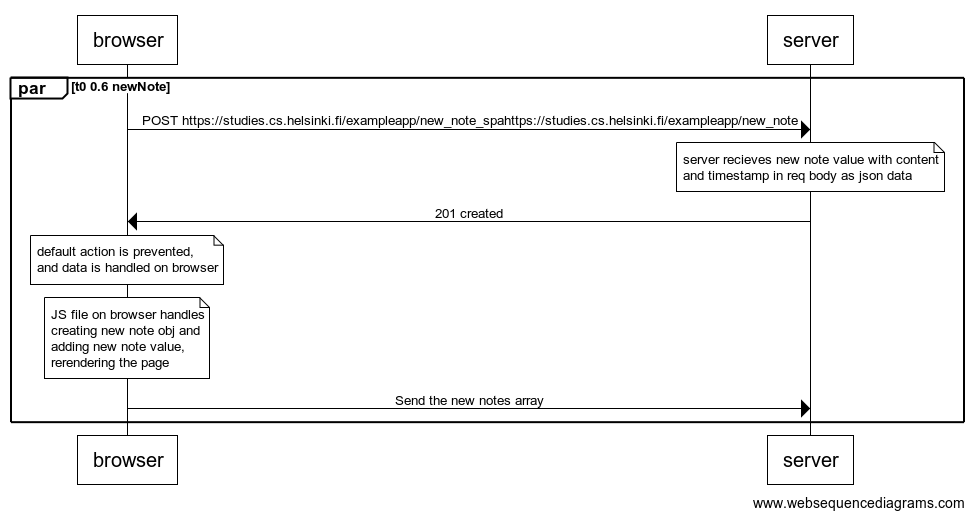 browser
server
par
[t0 0.6 newNote]
POST https://studies.cs.helsinki.fi/exampleapp/new_note_spahttps://studies.cs.helsinki.fi/exampleapp/new_note
server recieves new note value with content
and timestamp in req body as json data
201 created
default action is prevented,
and data is handled on browser
JS file on browser handles
creating new note obj and
adding new note value,
rerendering the page
Send the new notes array
browser
server
www.websequencediagrams.com